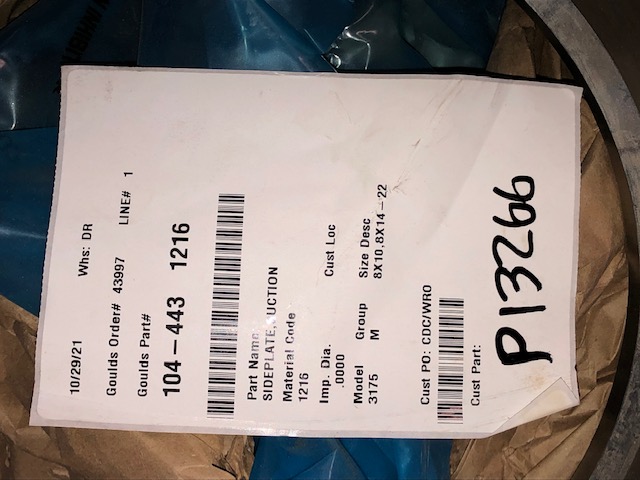 10/29/21 Whs: DR
Goulds Order# 43997 LINE# 1
Goulds Part#
104-443 1216
Part Name
SIDEPLATE, SUCTION
Material Code
1216
Imp. Dia. Cust Loc
.0000
Model Group Size Desc
3175 M 8X10,8X14-22
Cust PO: CDC/WRO
Cust Part:
P13266